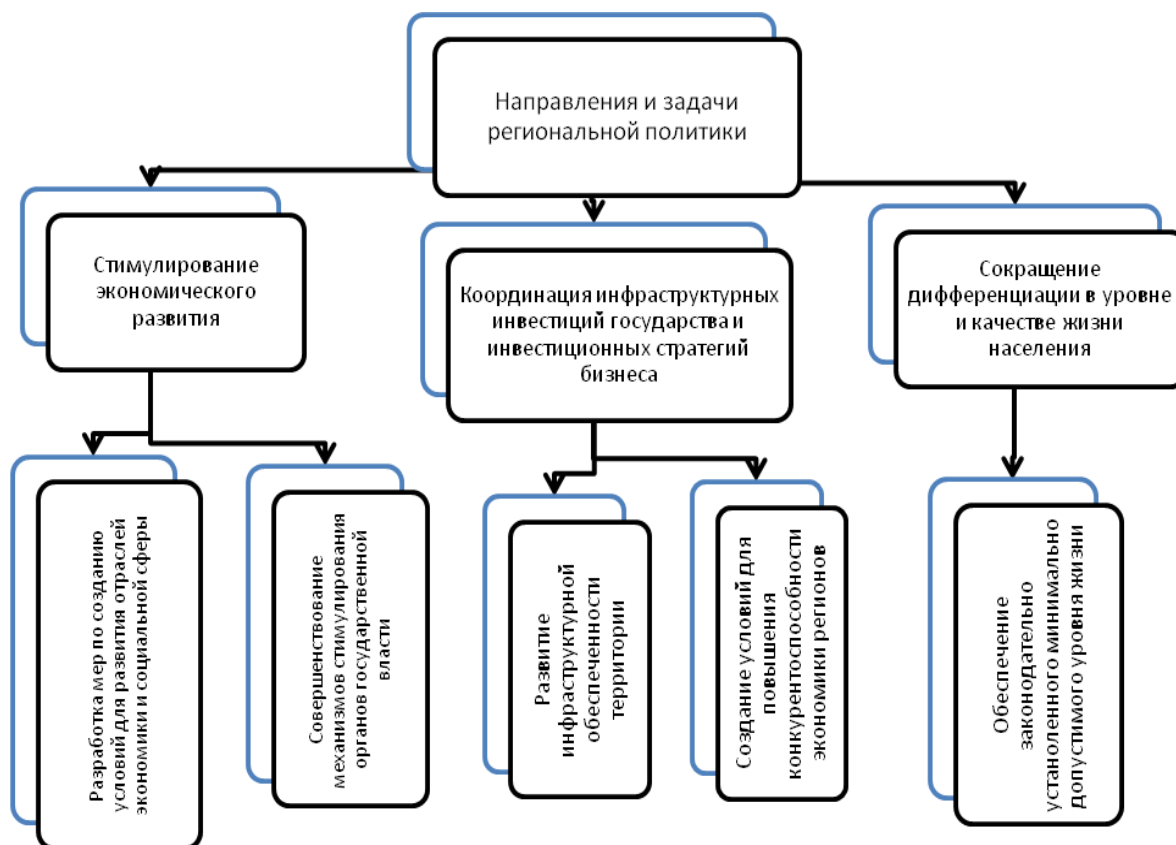 Направления и задачи
региональной политики
Стимулирование
экономического
развития
Координация инфраструктурных
инвестиций государства и
инвестиционных стратегий
бизнеса
Сокращение
дифференциации в уровне
и качестве жизни
населения
Разработка мер по созданию
условий для развития отраслей
экономики и социальной сферы
Совершенствование
механизмов стимулирования
органов государственной
власти
Развитие
инфраструктурной
обеспеченности
территории
Создание условий для
повышения
конкурентоспособности
экономики регионов
Обеспечение
законодательно
устаноленного минимально
допустимого уровня жизни